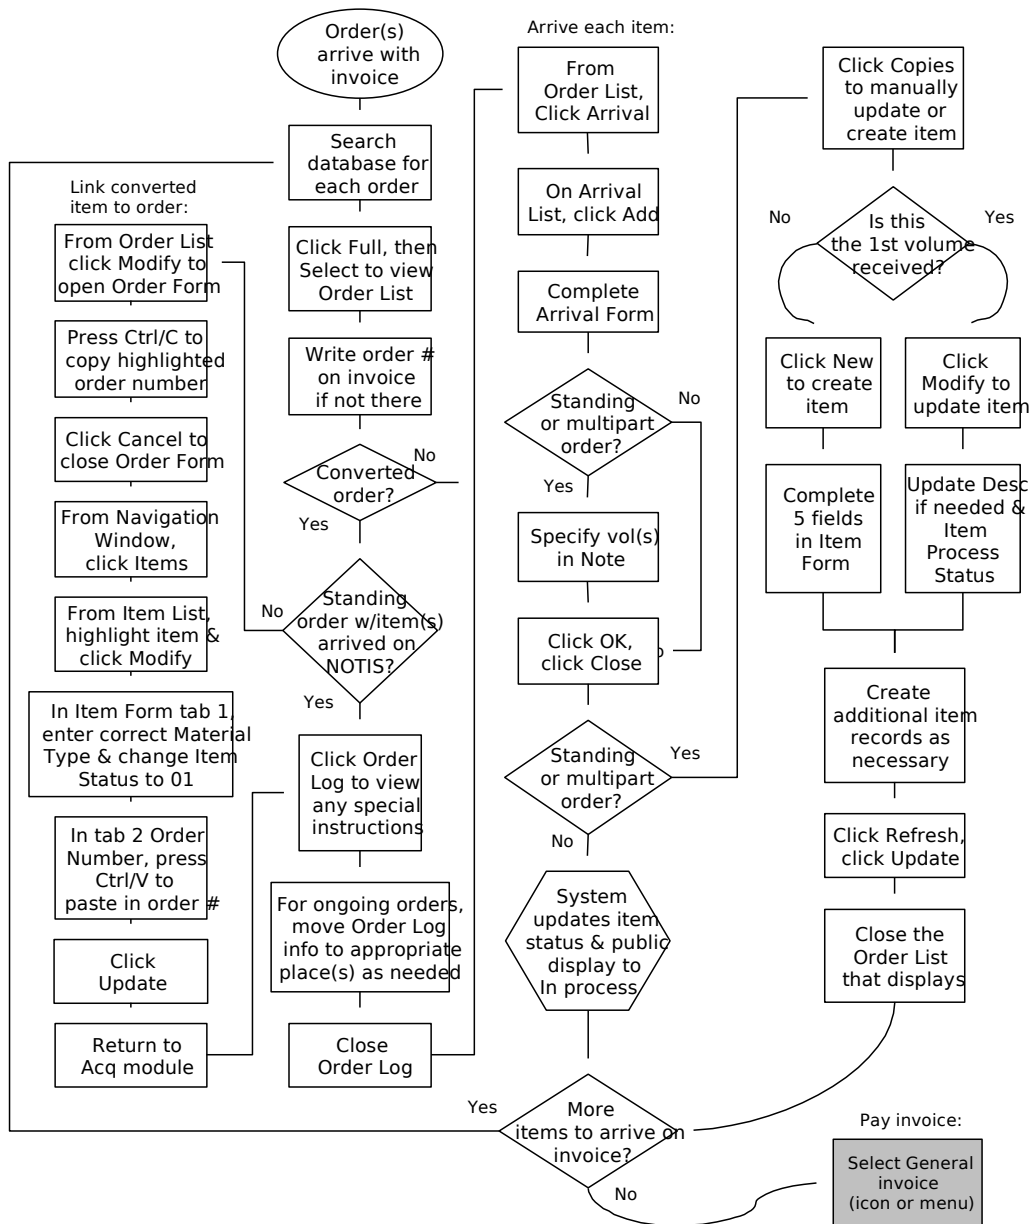 Order(s)
arrive with
invoice
Search
database for
each order
Click Full, then
Select to view
Order List
Write order #
on invoice
if not there
Converted
order?
No
Yes
Standing
order w/item(s)
arrived on
NOTIS?
No
Yes
Link converted
item to order:
From Order List
click Modify to
open Order Form
Press Ctrl/C to
copy highlighted
order number
Click Cancel to
close Order Form
From Navigation
Window,
click Items
From Item List,
highlight item &
click Modify
In Item Form tab 1,
enter correct Material
Type & change Item
Status to 01
In tab 2 Order
Number, press
Ctrl/V to
paste in order #
Click
Update
Return to
Acq module
Click Order
Log to view
any special
instructions
For ongoing orders,
move Order Log
info to appropriate
place(s) as needed
Close
Order Log
Arrive each item:
From
Order List,
Click Arrival
On Arrival
List, click Add
Complete
Arrival Form
Standing
or multipart
order?
No
Yes
Specify vol(s)
in Note
Click OK,
click Close
Standing
or multipart
order?
Yes
No
System
updates item
status & public
display to
In process
Click Copies
to manually
update or
create item
Is this
the 1st volume
received?
No
Yes
Click New
to create
item
Click
Modify to
update item
Complete
5 fields
in Item
Form
Update Desc
if needed &
Item
Process
Status
Create
additional item
records as
necessary
Click Refresh,
click Update
Close the
Order List
that displays
More
items to arrive on
invoice?
Yes
No
Pay invoice:
Select General
invoice
(icon or menu)